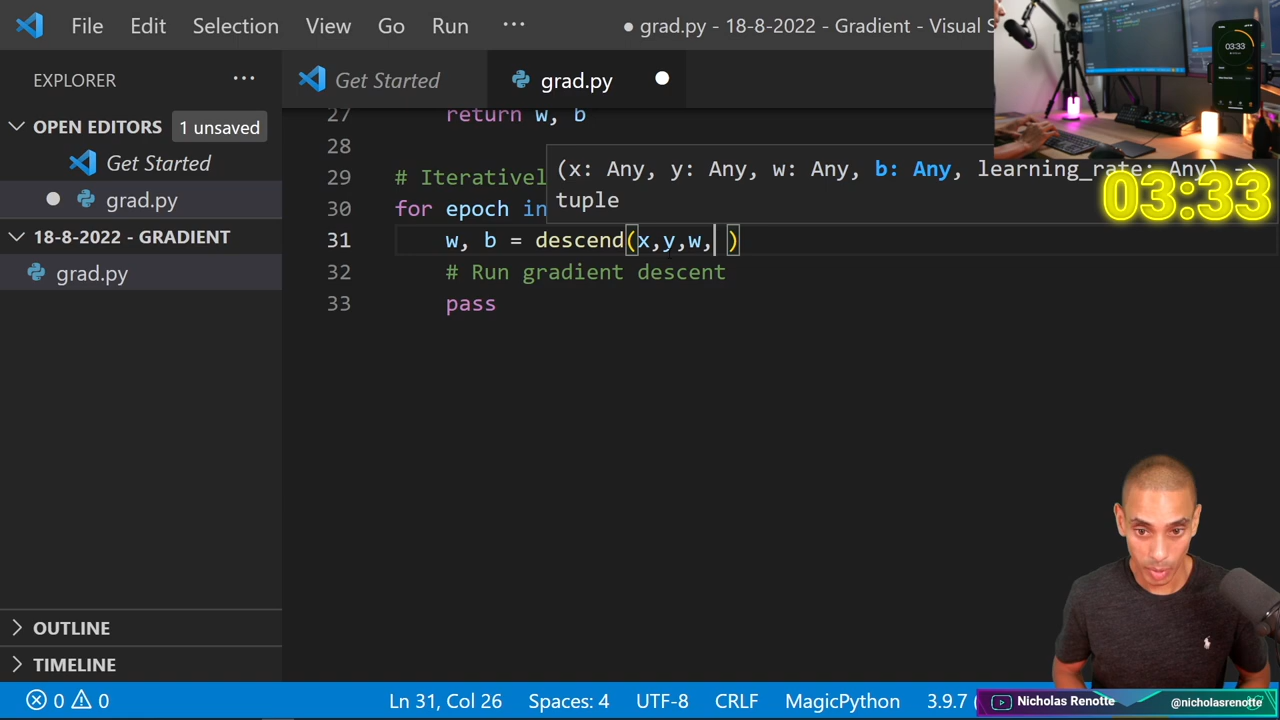 File Edit Selection View Go Run ··· ● grad.py - 18-8-2022 - Gradient - Visual S
EXPLORER ···
Get Started grad.py
OPEN EDITORS 1 unsaved
Get Started
grad.py
18-8-2022 - GRADIENT
grad.py
27 return w, b
28
(x: Any, y: Any, w: Any, b: Any, learning_rate: Any) ->
tuple
29 # Iterativel
30 for epoch in
31 w, b = descend(x,y,w, )
32 # Run gradient descent
33 pass
03:33
03:33
OUTLINE
TIMELINE
0 0 Ln 31, Col 26 Spaces: 4 UTF-8 CRLF MagicPython 3.9.7
Nicholas Renotte @nicholasrenotte